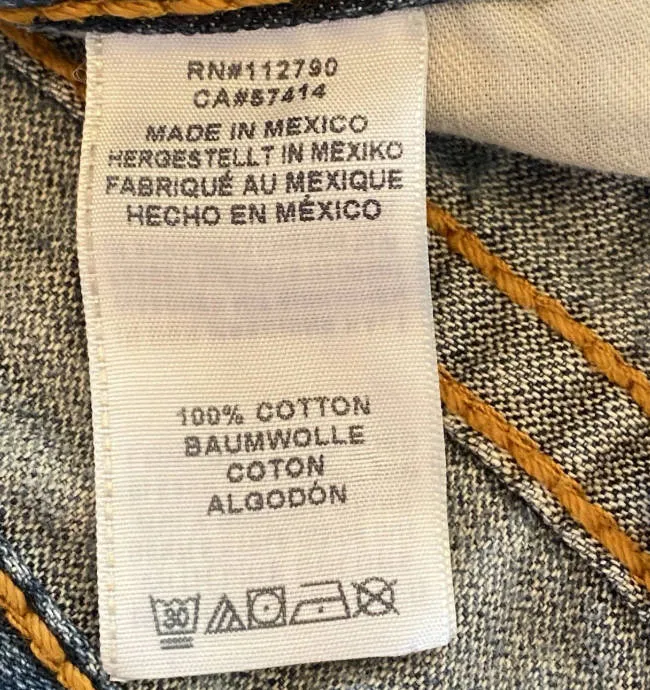 RN#112790
CA#57414
MADE IN MEXICO
HERGESTELLT IN MEXIKO
FABRIQUÉ AU MEXIQUE
HECHO EN MÉXICO
100% COTTON
BAUMWOLLE
COTON
ALGODÓN
30